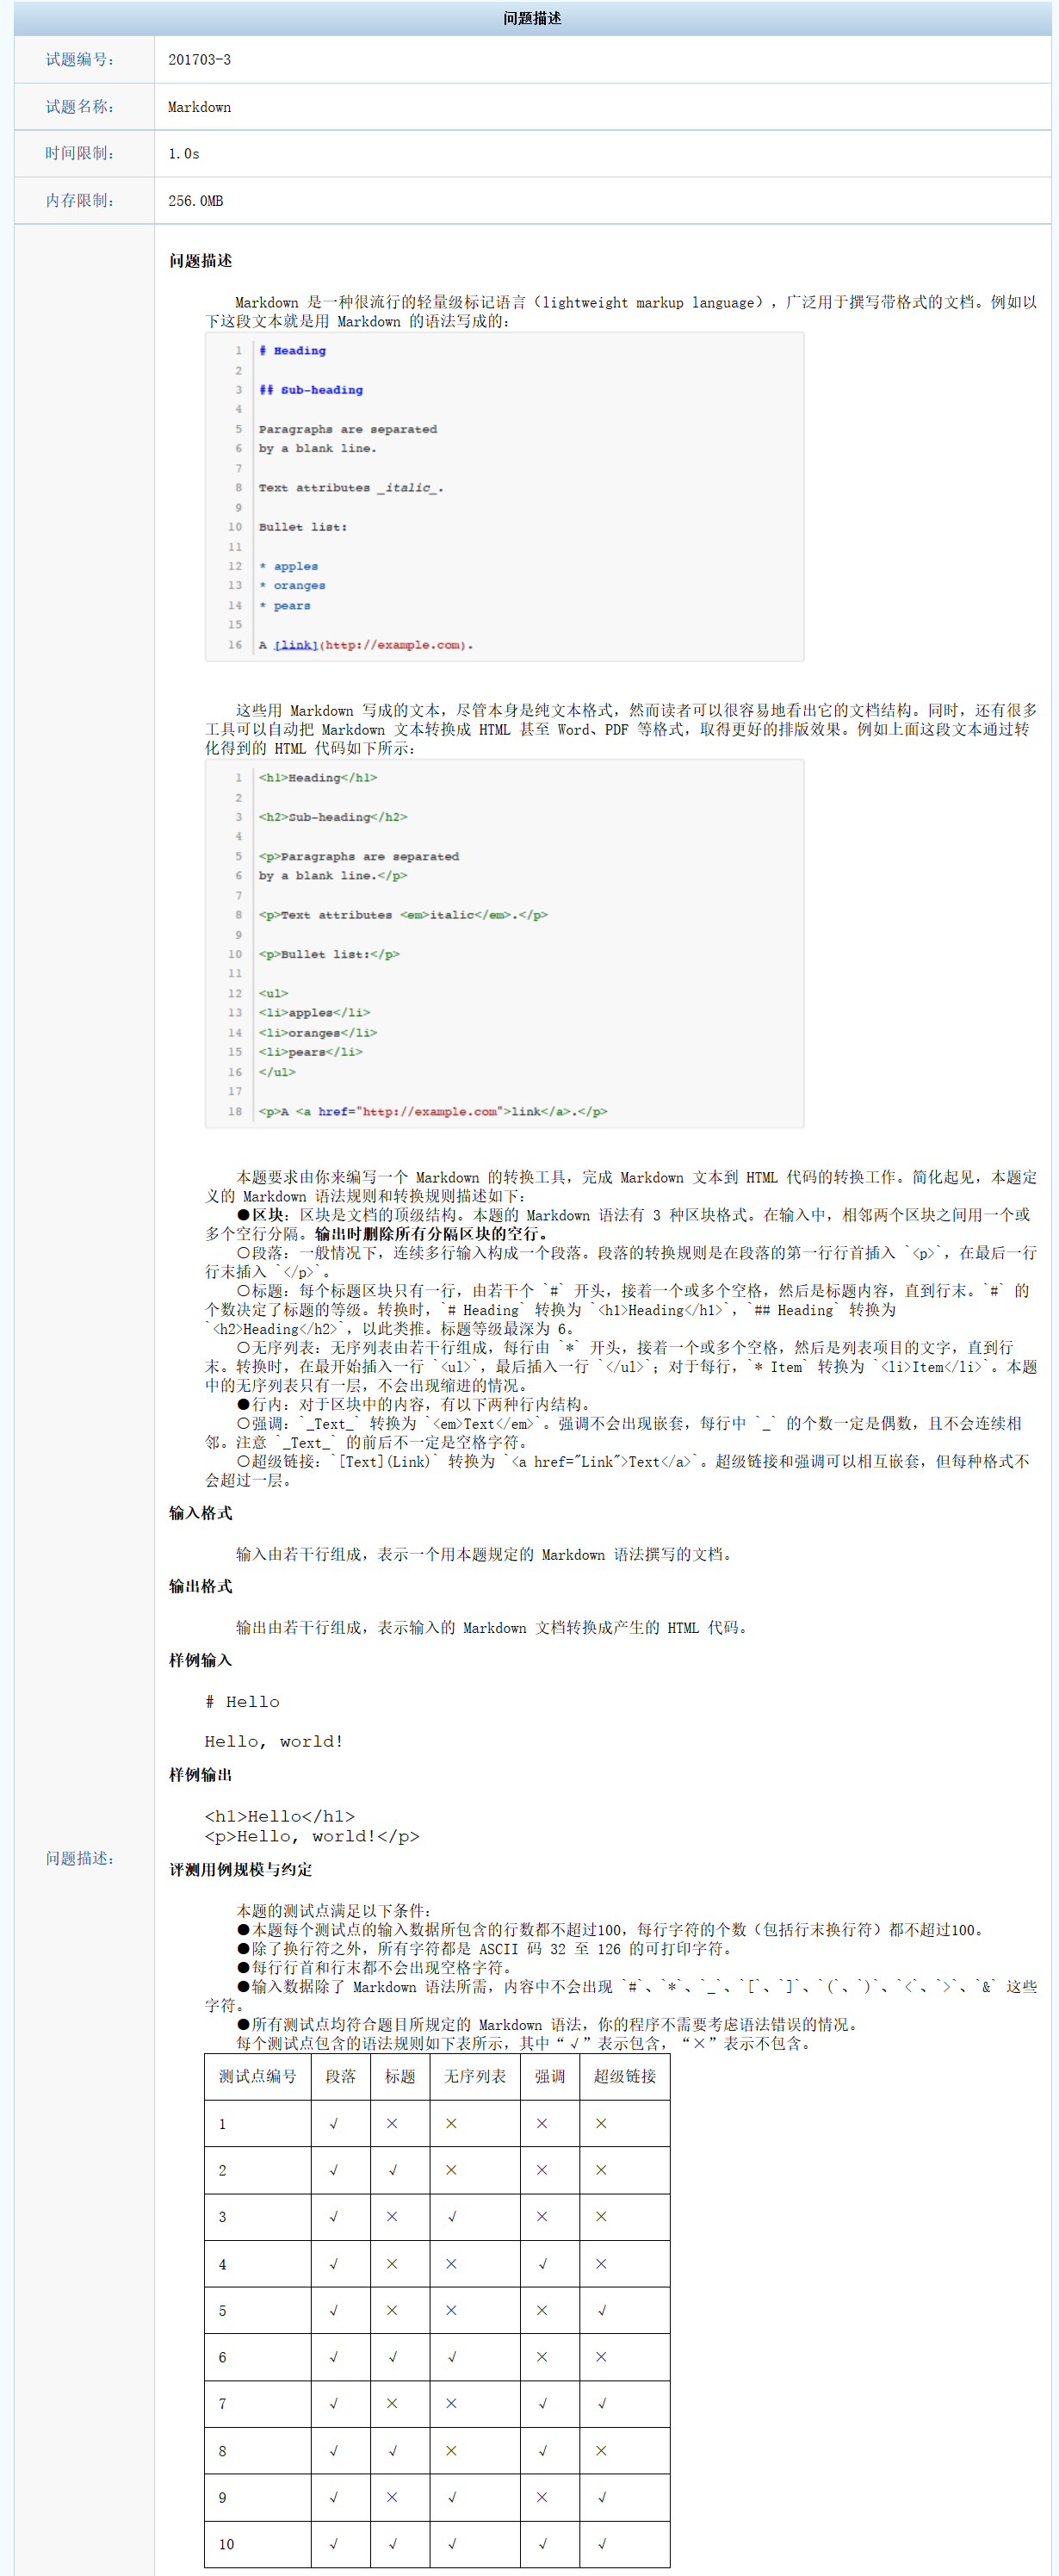 问题描述
试题编号： 201703-3
试题名称： Markdown
时间限制： 1.0s
内存限制： 256.0MB
问题描述
Markdown 是一种很流行的轻量级标记语言（lightweight markup language），广泛用于撰写带格式的文档。例如以
下这段文本就是用 Markdown 的语法写成的：
1 # Heading
2
3 ## Sub-heading
4
5 Paragraphs are separated
6 by a blank line.
7
8 Text attributes _italic_.
9
10 Bullet list:
11
12 * apples
13 * oranges
14 * pears
15
16 A [link](http://example.com).
这些用 Markdown 写成的文本，尽管本身是纯文本格式，然而读者可以很容易地看出它的文档结构。同时，还有很多
工具可以自动把 Markdown 文本转换成 HTML 甚至 Word、PDF 等格式，取得更好的排版效果。例如上面这段文本通过转
化得到的 HTML 代码如下所示：
1 <h1>Heading</h1>
2
3 <h2>Sub-heading</h2>
4
5 <p>Paragraphs are separated
6 by a blank line.</p>
7
8 <p>Text attributes <em>italic</em>.</p>
9
10 <p>Bullet list:</p>
11
12 <ul>
13 <li>apples</li>
14 <li>oranges</li>
15 <li>pears</li>
16 </ul>
17
18 <p>A <a href="http://example.com">link</a>.</p>
本题要求由你来编写一个 Markdown 的转换工具，完成 Markdown 文本到 HTML 代码的转换工作。简化起见，本题定
义的 Markdown 语法规则和转换规则描述如下：
●区块：区块是文档的顶级结构。本题的 Markdown 语法有 3 种区块格式。在输入中，相邻两个区块之间用一个或
多个空行分隔。输出时删除所有分隔区块的空行。
○段落：一般情况下，连续多行输入构成一个段落。段落的转换规则是在段落的第一行行首插入 `<p>`，在最后一行
行末插入 `</p>`。
○标题：每个标题区块只有一行，由若干个 `#` 开头，接着一个或多个空格，然后是标题内容，直到行末。`#` 的
个数决定了标题的等级。转换时，`# Heading` 转换为 `<h1>Heading</h1>`，`## Heading` 转换为
`<h2>Heading</h2>`，以此类推。标题等级最深为 6。
○无序列表：无序列表由若干行组成，每行由 `*` 开头，接着一个或多个空格，然后是列表项目的文字，直到行
末。转换时，在最开始插入一行 `<ul>`，最后插入一行 `</ul>`；对于每行，`* Item` 转换为 `<li>Item</li>`。本题
中的无序列表只有一层，不会出现缩进的情况。
●行内：对于区块中的内容，有以下两种行内结构。
○强调：`_Text_` 转换为 `<em>Text</em>`。强调不会出现嵌套，每行中 `_` 的个数一定是偶数，且不会连续相
邻。注意 `_Text_` 的前后不一定是空格字符。
○超级链接：`[Text](Link)` 转换为 `<a href="Link">Text</a>`。超级链接和强调可以相互嵌套，但每种格式不
会超过一层。
输入格式
输入由若干行组成，表示一个用本题规定的 Markdown 语法撰写的文档。
输出格式
输出由若干行组成，表示输入的 Markdown 文档转换成产生的 HTML 代码。
样例输入
# Hello
Hello, world!
样例输出
<h1>Hello</h1>
<p>Hello, world!</p>
问题描述：
评测用例规模与约定
本题的测试点满足以下条件：
●本题每个测试点的输入数据所包含的行数都不超过100，每行字符的个数（包括行末换行符）都不超过100。
●除了换行符之外，所有字符都是 ASCII 码 32 至 126 的可打印字符。
●每行行首和行末都不会出现空格字符。
●输入数据除了 Markdown 语法所需，内容中不会出现 `#`、`*`、`_`、`[`、`]`、`(`、`)`、`<`、`>`、`&` 这些
字符。
●所有测试点均符合题目所规定的 Markdown 语法，你的程序不需要考虑语法错误的情况。
每个测试点包含的语法规则如下表所示，其中“√”表示包含，“×”表示不包含。
测试点编号 段落 标题 无序列表 强调 超级链接
1 √ × × × ×
2 √ √ × × ×
3 √ × √ × ×
4 √ × × √ ×
5 √ × × × √
6 √ √ √ × ×
7 √ × × √ √
8 √ √ × √ ×
9 √ × √ × √
10 √ √ √ √ √